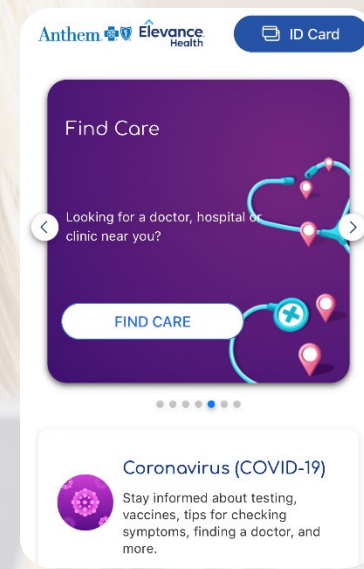 Anthem Elevance
Health
ID Card
Find Care
Looking for a doctor, hospital or
clinic near you?
FIND CARE
Coronavirus (COVID-19)
Stay informed about testing,
vaccines, tips for checking
symptoms, finding a doctor, and
more.